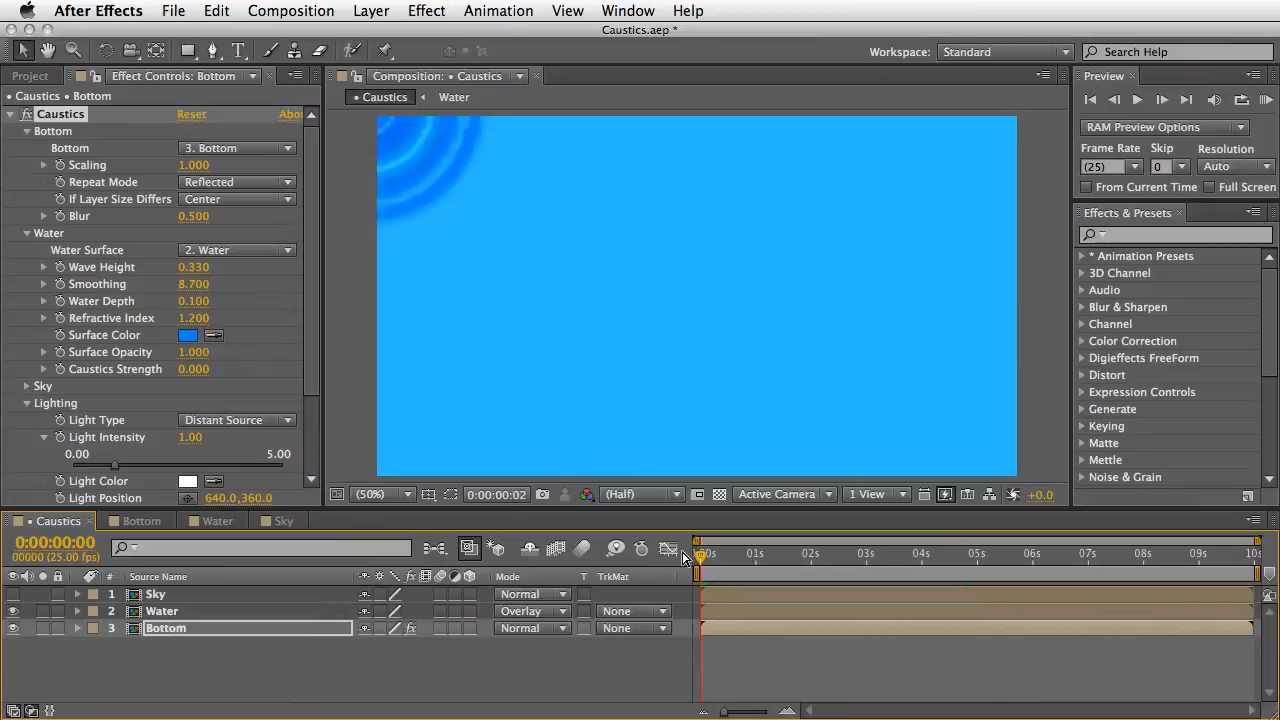 After Effects File Edit Composition Layer Effect Animation View Window Help
Caustics.aep *
Workspace: Standard Search Help
Project Effect Controls: Bottom Composition: • Caustics Preview
• Caustics • Bottom
• Caustics Water
Caustics Reset Abou
Bottom
Bottom 3. Bottom
Scaling 1.000
Repeat Mode Reflected
If Layer Size Differs Center
Blur 0.500
Water
Water Surface 2. Water
Wave Height 0.330
Smoothing 8.700
Water Depth 0.100
Refractive Index 1.200
Surface Color
Surface Opacity 1.000
Caustics Strength 0.000
Sky
Lighting
Light Type Distant Source
Light Intensity 1.00
0.00 5.00
Light Color
Light Position 640.0,360.0
RAM Preview Options
Frame Rate Skip Resolution
(25) 0 Auto
From Current Time Full Screen
Effects & Presets
* Animation Presets
3D Channel
Audio
Blur & Sharpen
Channel
Color Correction
Digieffects FreeForm
Distort
Expression Controls
Generate
Keying
Matte
Mettle
Noise & Grain
(50%) 0:00:00:02 (Half) Active Camera 1 View +0.0
• Caustics Bottom Water Sky
0:00:00:00
00000 (25.00 fps)
00s 01s 02s 03s 04s 05s 06s 07s 08s 09s 10s
# Source Name Mode T TrkMat
1 Sky Normal
2 Water Overlay None
3 Bottom Normal None